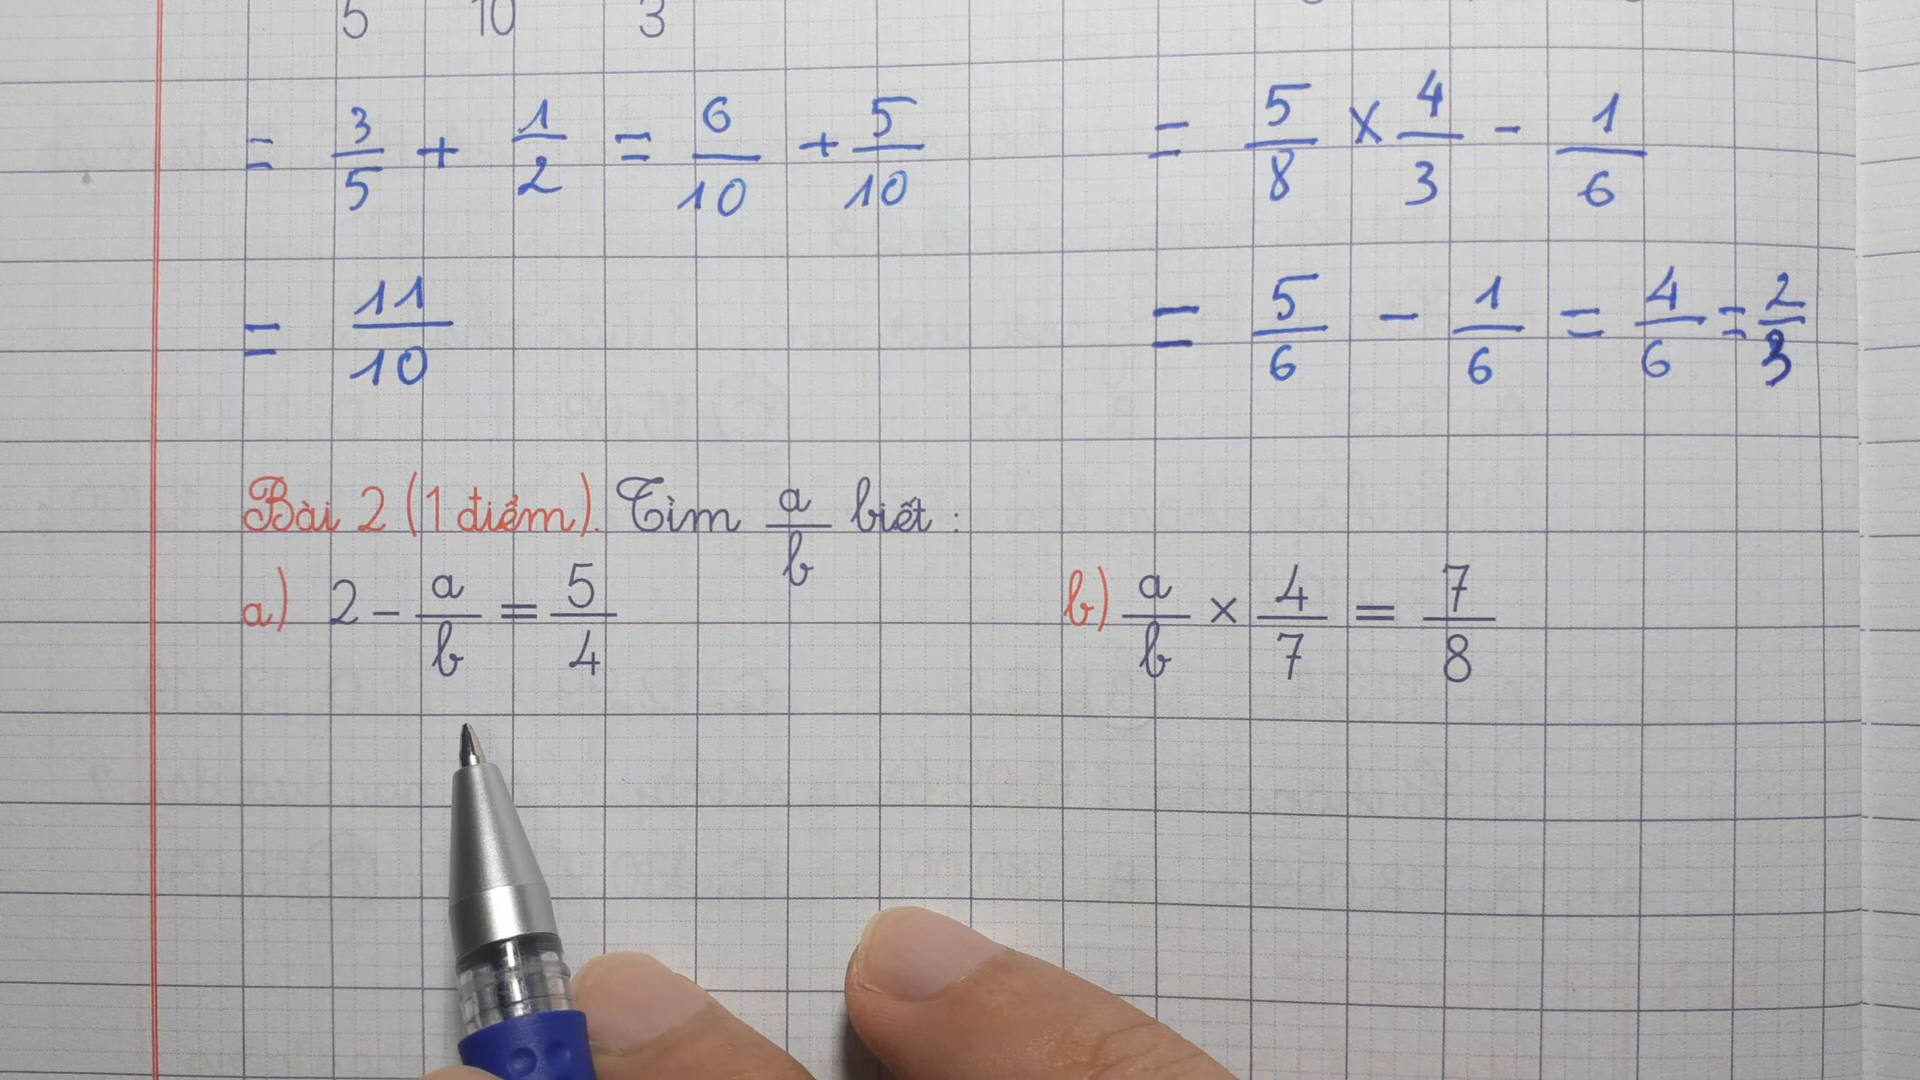 5 10 3
= 3/5 + 1/2 = 6/10 + 5/10
= 11/10
= 5/8 × 4/3 - 1/6
= 5/6 - 1/6 = 4/6 = 2/3
Bài 2 (1 điểm). Tìm a/b biết:
a) 2 - a/b = 5/4
b) a/b × 4/7 = 7/8